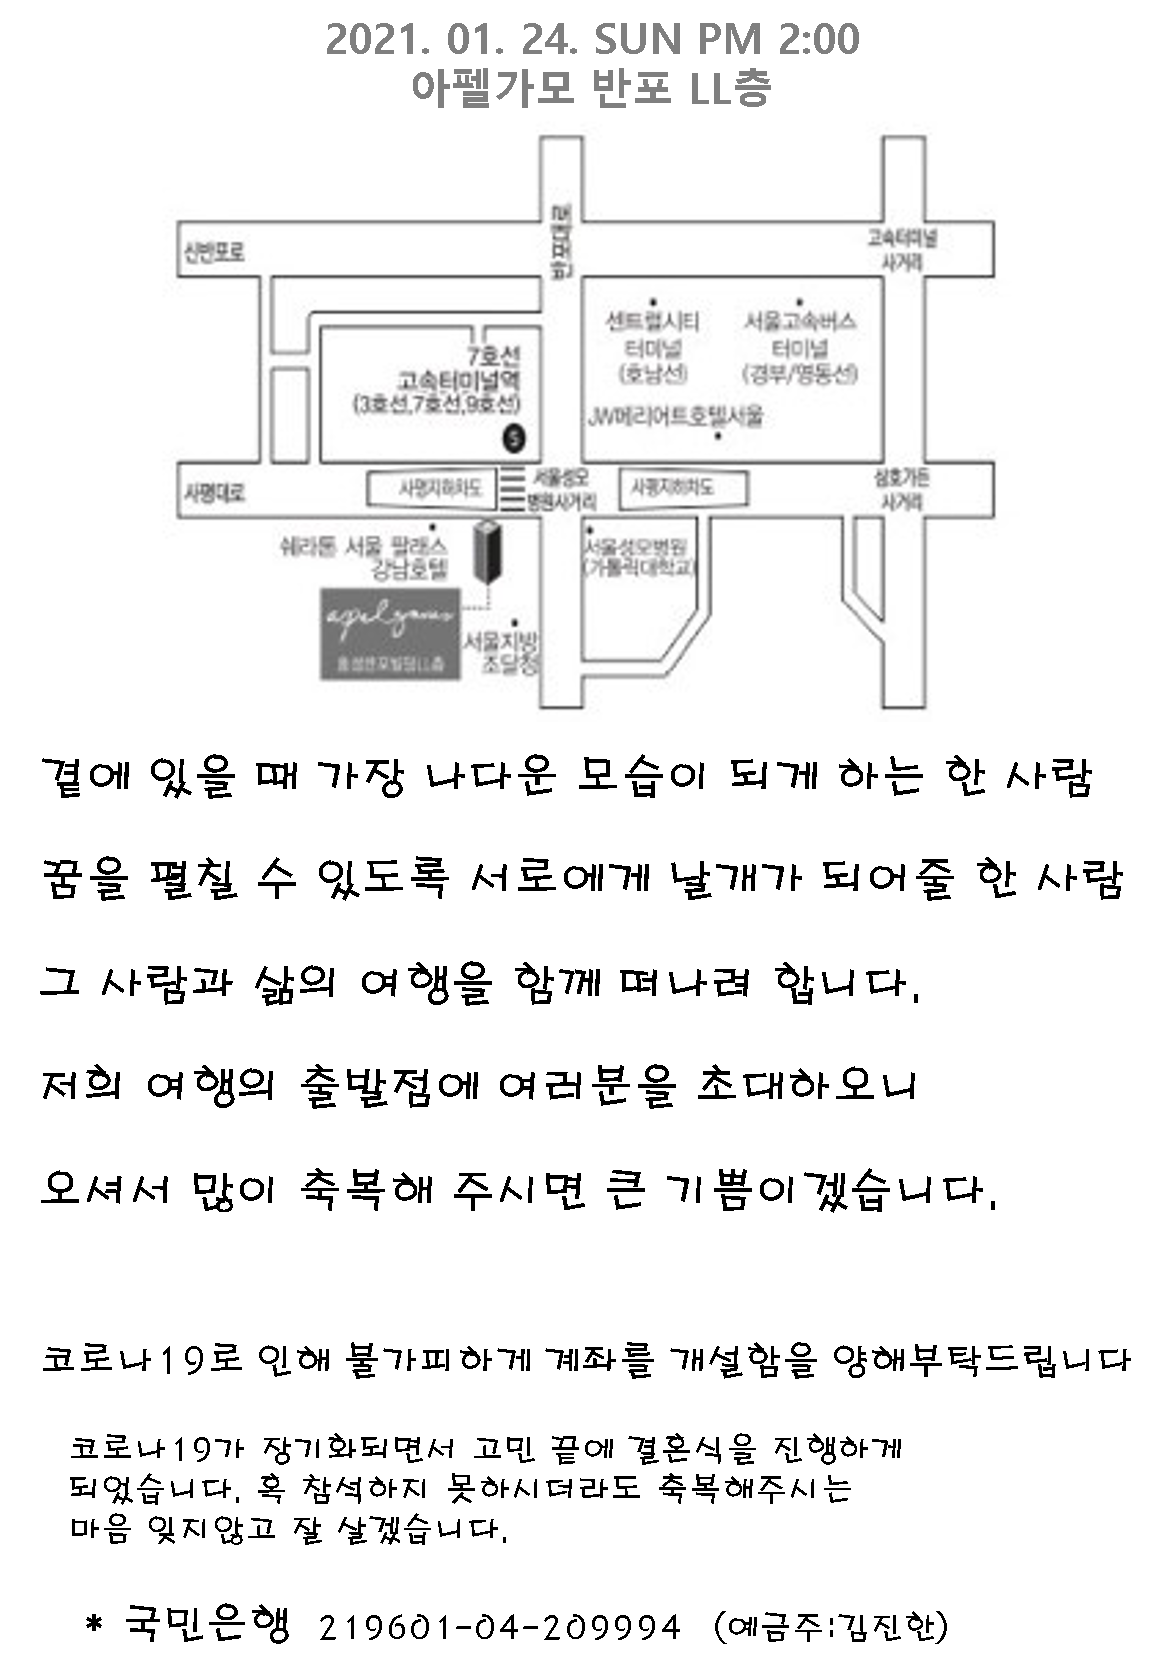 2021. 01. 24. SUN PM 2:00
아펠가모 반포 LL층
반포대로
신반포로
고속터미널
사거리
센트럴시티
터미널
(호남선)
서울고속버스
터미널
(경부/영동선)
7호선
고속터미널역
(3호선,7호선,9호선)
5
JW메리어트호텔서울
사평대로
사평지하차도
서울성모
병원사거리
사평지하차도
삼호가든
사거리
쉐라톤 서울 팔래스
강남호텔
서울성모병원
(가톨릭대학교)
apelgamo
효성반포빌딩LL층
서울지방
조달청
곁에 있을 때 가장 나다운 모습이 되게 하는 한 사람
꿈을 펼칠 수 있도록 서로에게 날개가 되어줄 한 사람
그 사람과 삶의 여행을 함께 떠나려 합니다.
저희 여행의 출발점에 여러분을 초대하오니
오셔서 많이 축복해 주시면 큰 기쁨이겠습니다.
코로나19로 인해 불가피하게 계좌를 개설함을 양해부탁드립니다
코로나19가 장기화되면서 고민 끝에 결혼식을 진행하게
되었습니다. 혹 참석하지 못하시더라도 축복해주시는
마음 잊지않고 잘 살겠습니다.
* 국민은행 219601-04-209994 (예금주:김진한)